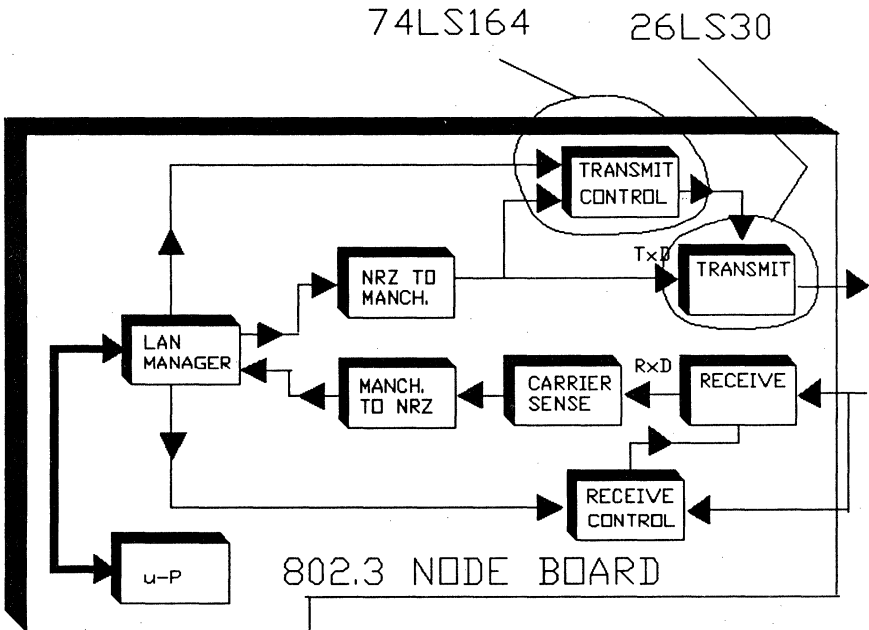 74LS164
26LS30
TRANSMIT
CONTROL
TxD
TRANSMIT
NRZ TO
MANCH.
LAN
MANAGER
MANCH.
TO NRZ
CARRIER
SENSE
RxD
RECEIVE
RECEIVE
CONTROL
u-P
802.3 NODE BOARD